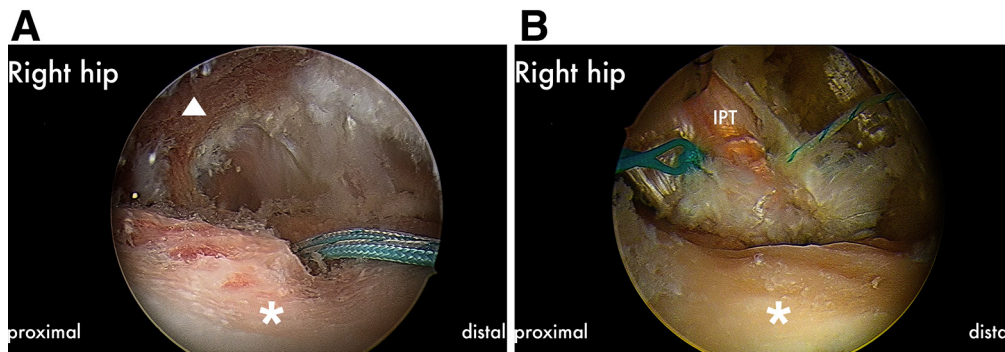 A
B
Right hip
Right hip
IPT
*
*
proximal
distal
proximal
dista